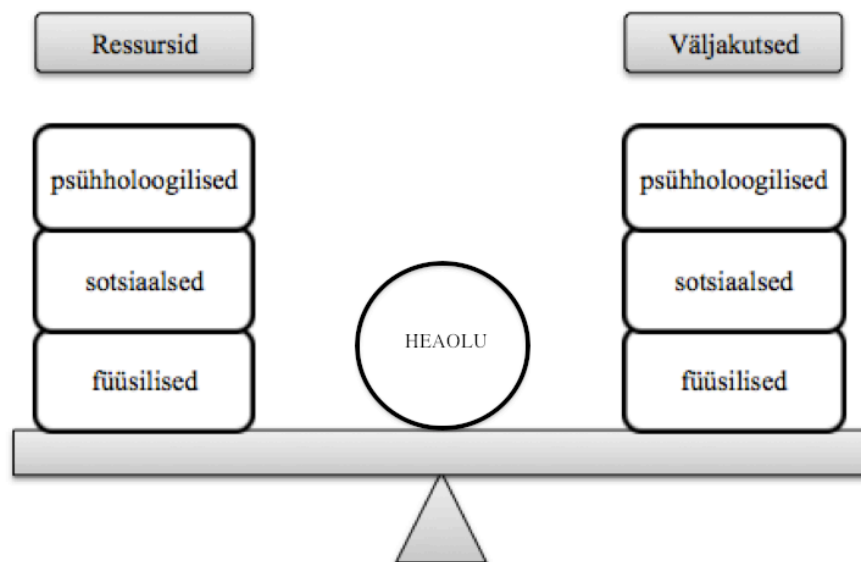 Ressursid
Väljakutsed
psühholoogilised
psühholoogilised
sotsiaalsed
HEAOLU
sotsiaalsed
füüsilised
füüsilised